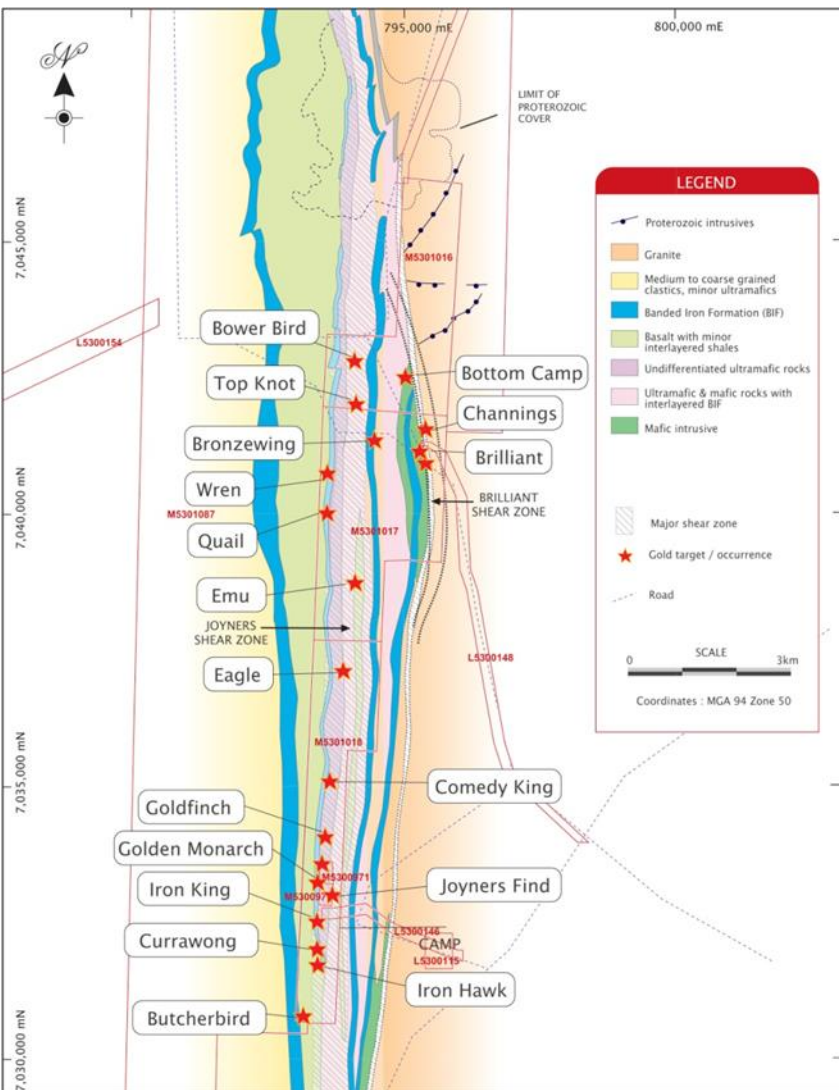 795,000 mE
800,000 mE
N
LIMIT OF
PROTEROZOIC
COVER
7,045,000 mN
7,040,000 mN
7,035,000 mN
7,030,000 mN
M5301016
L5300154
Bower Bird
Top Knot
Bronzewing
Wren
M5301087
Quail
Emu
JOYNERS
SHEAR ZONE
Eagle
M5301017
M5301018
Bottom Camp
Channings
Brilliant
BRILLIANT
SHEAR ZONE
L5300148
Comedy King
Goldfinch
Golden Monarch
Iron King
Currawong
Butcherbird
M5300971
M530097
Joyners Find
L5300146
CAMP
L5300115
Iron Hawk
LEGEND
Proterozoic intrusives
Granite
Medium to coarse grained
clastics, minor ultramafics
Banded Iron Formation (BIF)
Basalt with minor
interlayered shales
Undifferentiated ultramafic rocks
Ultramafic & mafic rocks with
interlayered BIF
Mafic intrusive
Major shear zone
Gold target / occurrence
Road
SCALE
0 3km
Coordinates : MGA 94 Zone 50